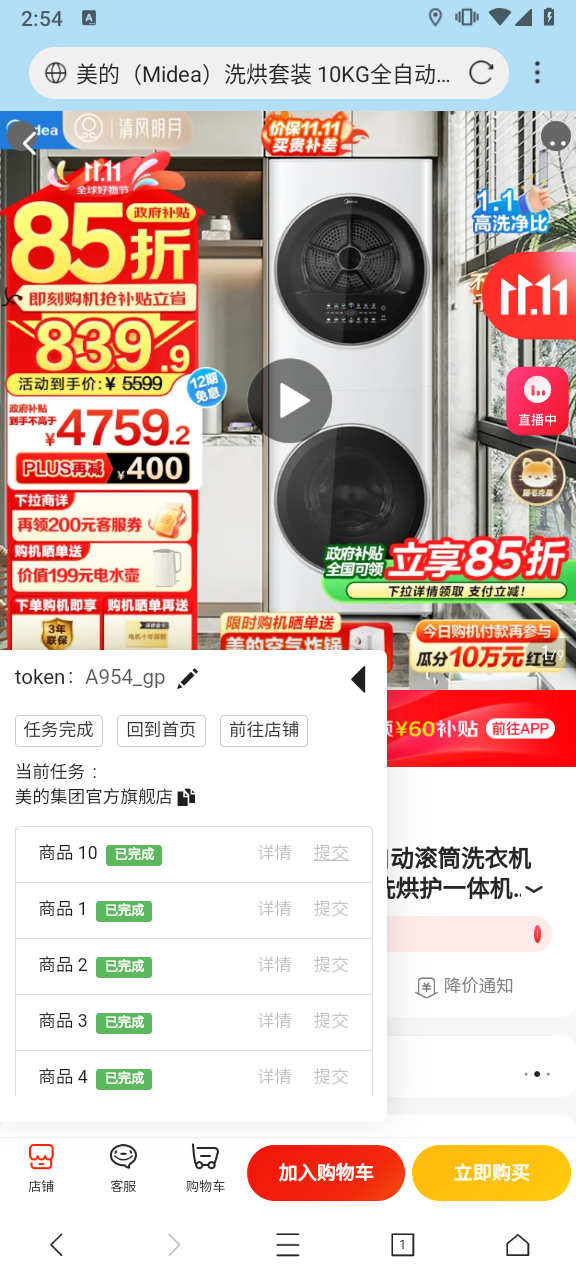 2:54
A
美的（Midea）洗烘套装 10KG全自动...
清风明月
价保11.11
买贵补差
11.11
全球好物节
政府补贴
85折
即刻购机抢补贴立省
839.9
活动到手价:¥ 5599
12期
免息
政府补贴
到手不高于
¥4759.2
PLUS再减 ¥400
下拉商详
再领200元客服券
购机晒单送
价值199元电水壶
下单购机即享
购机晒单再送
3年
联保
1.1
高洗净比
11.11
直播中
政府补贴
全国可领
立享85折
下拉详情领取 支付立减!
限时购机晒单送
美的空气炸锅
今日购机付款再参与
瓜分10万元红包
1/9
token: A954_gp
任务完成
回到首页
前往店铺
¥60补贴
前往APP
当前任务：
美的集团官方旗舰店
商品 10 已完成 详情 提交
商品 1 已完成 详情 提交
商品 2 已完成 详情 提交
商品 3 已完成 详情 提交
商品 4 已完成 详情 提交
动滚筒洗衣机
洗烘护一体机...
降价通知
店铺
客服
购物车
加入购物车
立即购买
1